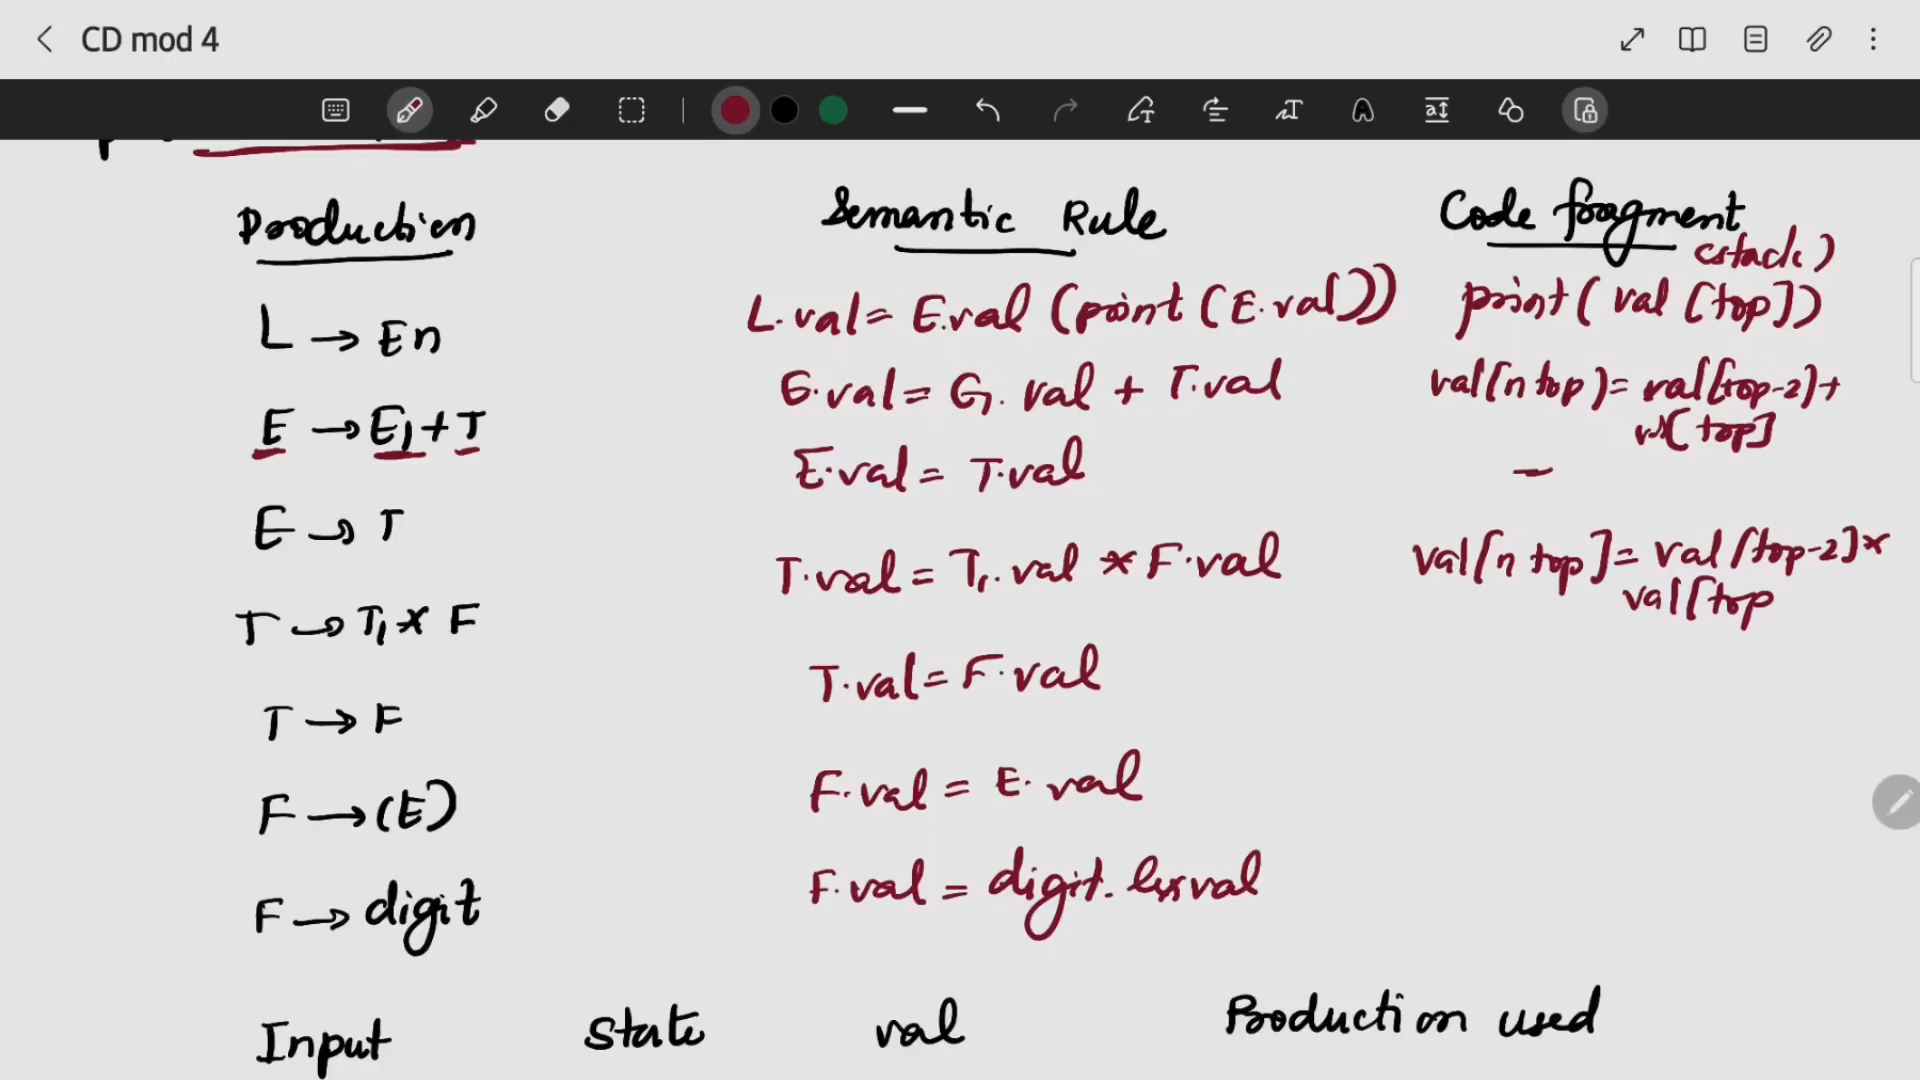 CD mod 4
Production Semantic Rule Code fragment
(stack)
L → En L.val = E.val (print (E.val)) print ( val [top])
E → E1 + T E.val = E1. val + T.val val[n top] = val[top-2] +
val[top]
E → T E.val = T.val —
T → T1 * F T.val = T1. val * F.val val[n top] = val [top-2] *
val[top
T → F T.val = F.val
F → (E) F.val = E. val
F → digit F.val = digit. lexval
Input State val Production used